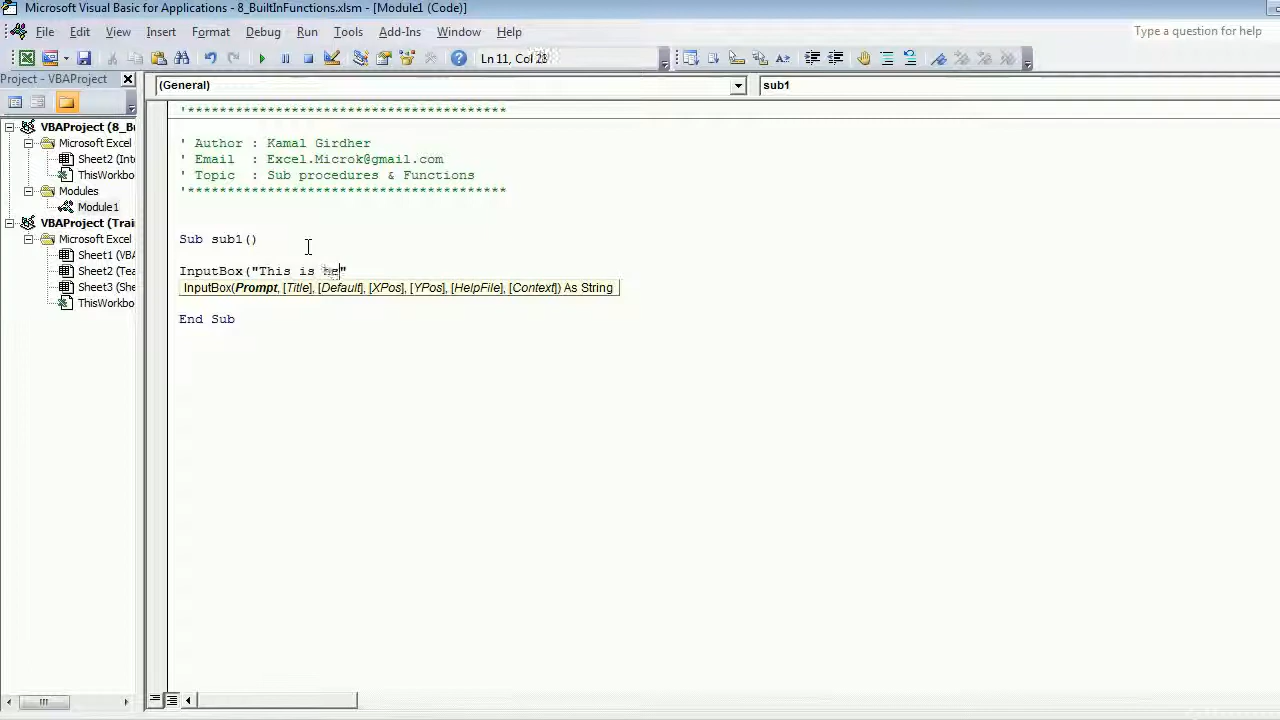 Microsoft Visual Basic for Applications - 8_BuiltInFunctions.xlsm - [Module1 (Code)]
File Edit View Insert Format Debug Run Tools Add-Ins Window Help
Type a question for help
Ln 11, Col
Project - VBAProject
(General)
sub1
VBAProject (8_Bu
Microsoft Excel
Sheet2 (Inte
ThisWorkbo
Modules
Module1
VBAProject (Trai
Microsoft Excel
Sheet1 (VBA
Sheet2 (Tea
Sheet3 (She
ThisWorkbo
'****************************************
' Author : Kamal Girdher
' Email : Excel.Microk@gmail.com
' Topic : Sub procedures & Functions
'****************************************
Sub sub1()
InputBox("This is he"
InputBox(Prompt, [Title], [Default], [XPos], [YPos], [HelpFile], [Context]) As String
End Sub